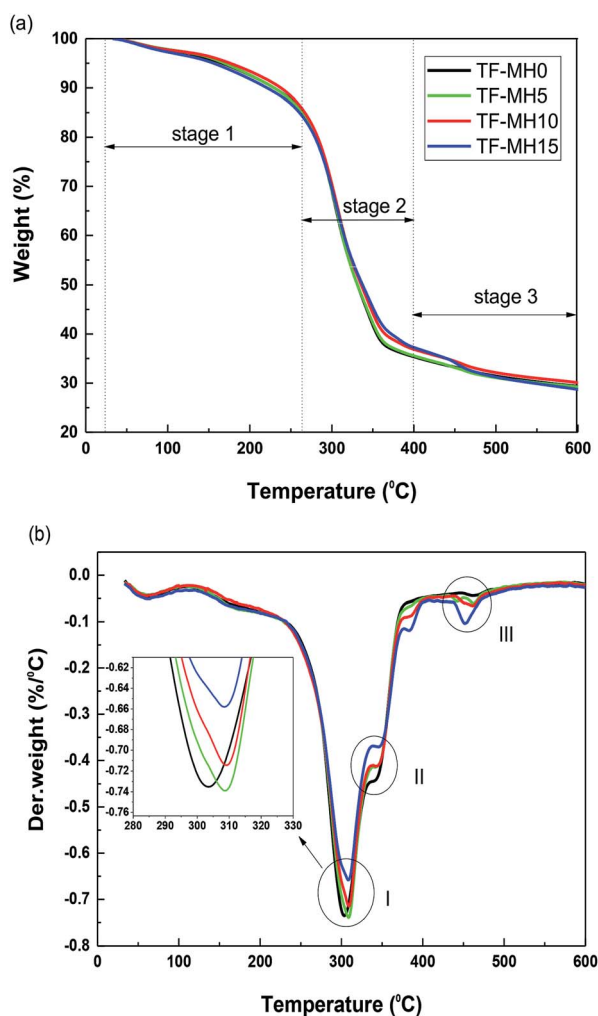 (a)
100
90
80
70
60
50
40
30
20
Weight (%)
TF-MH0
TF-MH5
TF-MH10
TF-MH15
stage 1
stage 2
stage 3
0 100 200 300 400 500 600
Temperature (⁰C)
(b)
0.0
-0.1
-0.2
-0.3
-0.4
-0.5
-0.6
-0.7
-0.8
Der.weight (%/⁰C)
-0.62
-0.64
-0.66
-0.68
-0.70
-0.72
-0.74
-0.76
280 290 300 310 320 330
III
II
I
0 100 200 300 400 500 600
Temperature (⁰C)